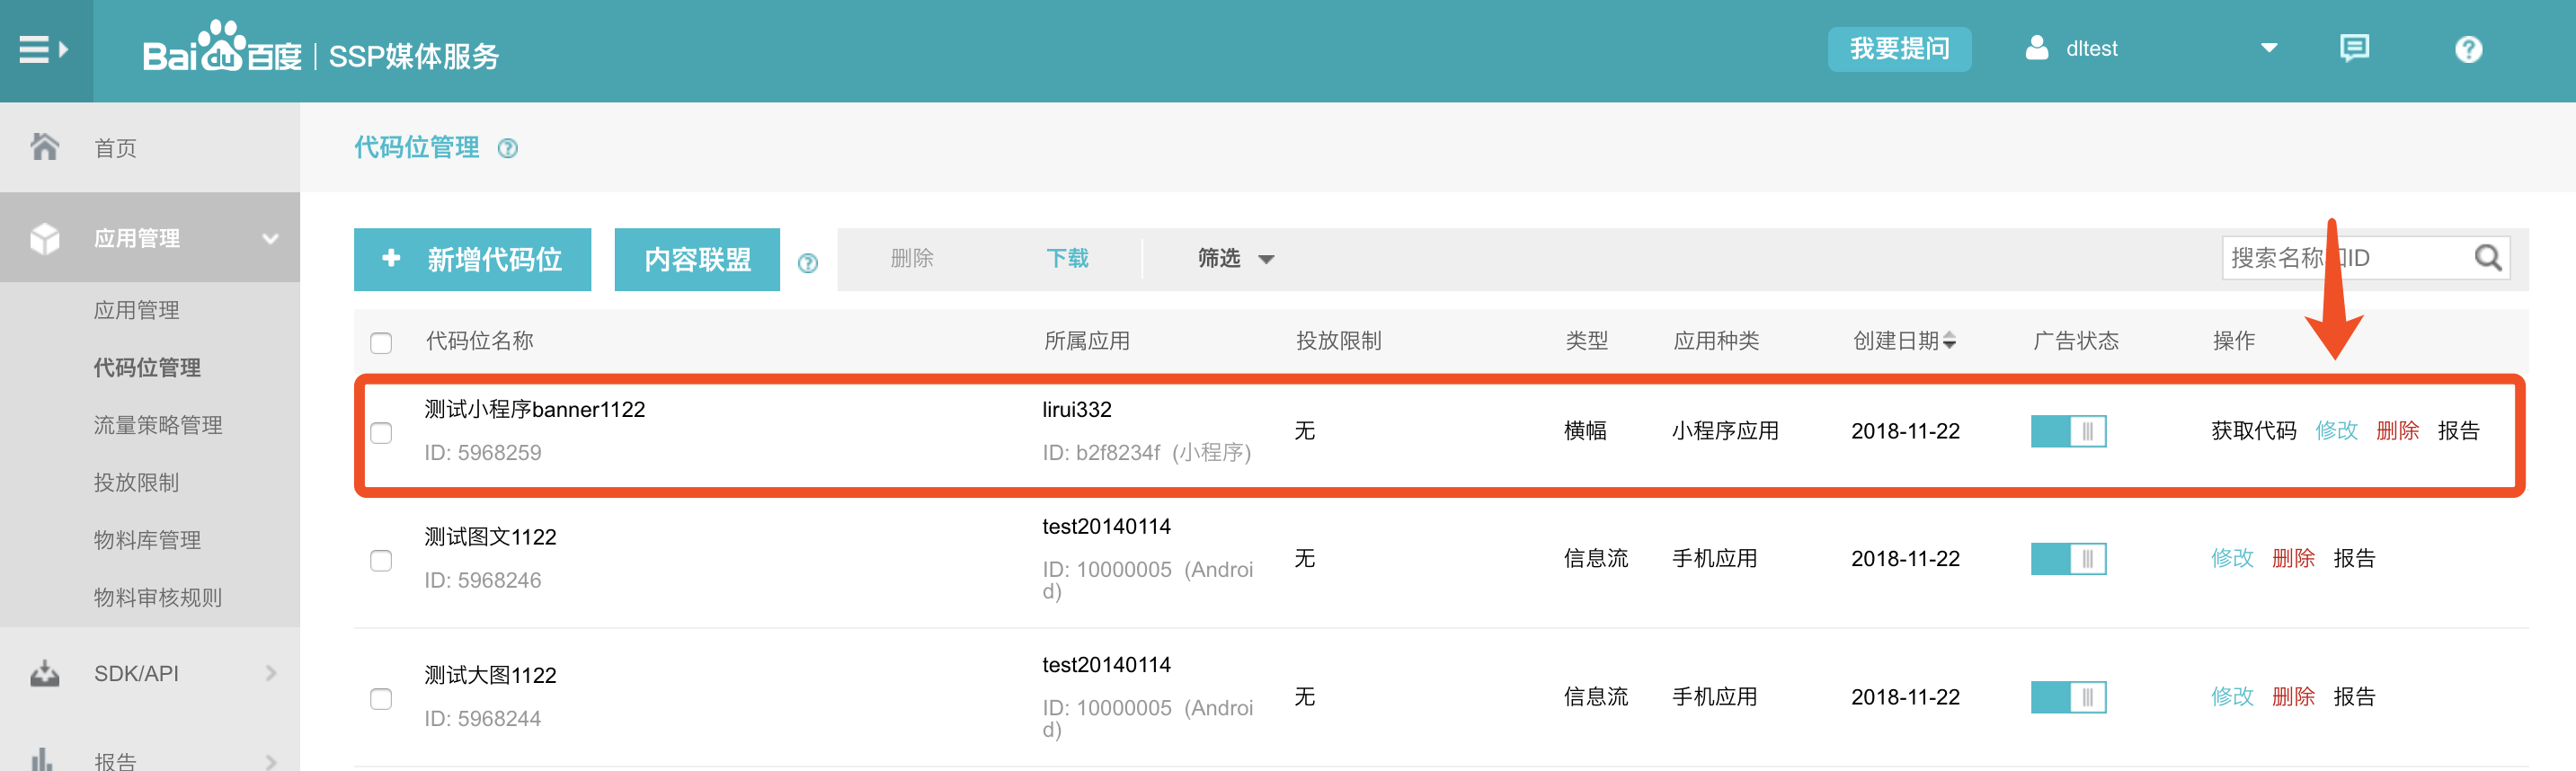 Bai du 百度 | SSP媒体服务
我要提问
dltest
首页
应用管理
应用管理
代码位管理
流量策略管理
投放限制
物料库管理
物料审核规则
SDK/API
报告
代码位管理
+ 新增代码位
内容联盟
删除
下载
筛选
搜索名称和ID
代码位名称 所属应用 投放限制 类型 应用种类 创建日期 广告状态 操作
测试小程序banner1122 lirui332
无 横幅 小程序应用 2018-11-22 获取代码 修改 删除 报告
ID: 5968259 ID: b2f8234f (小程序)
测试图文1122 test20140114
无 信息流 手机应用 2018-11-22 修改 删除 报告
ID: 5968246 ID: 10000005 (Androi
d)
测试大图1122 test20140114
无 信息流 手机应用 2018-11-22 修改 删除 报告
ID: 5968244 ID: 10000005 (Androi
d)